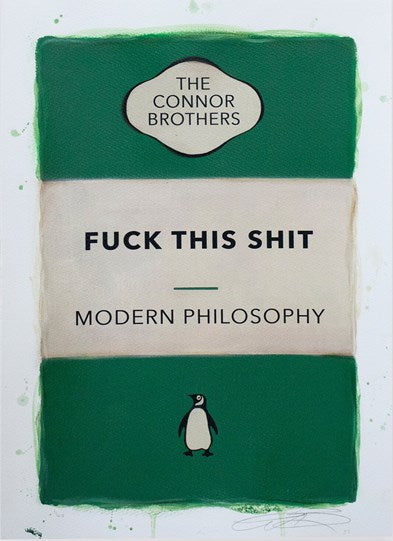 THE
CONNOR
BROTHERS
FUCK THIS SHIT
MODERN PHILOSOPHY